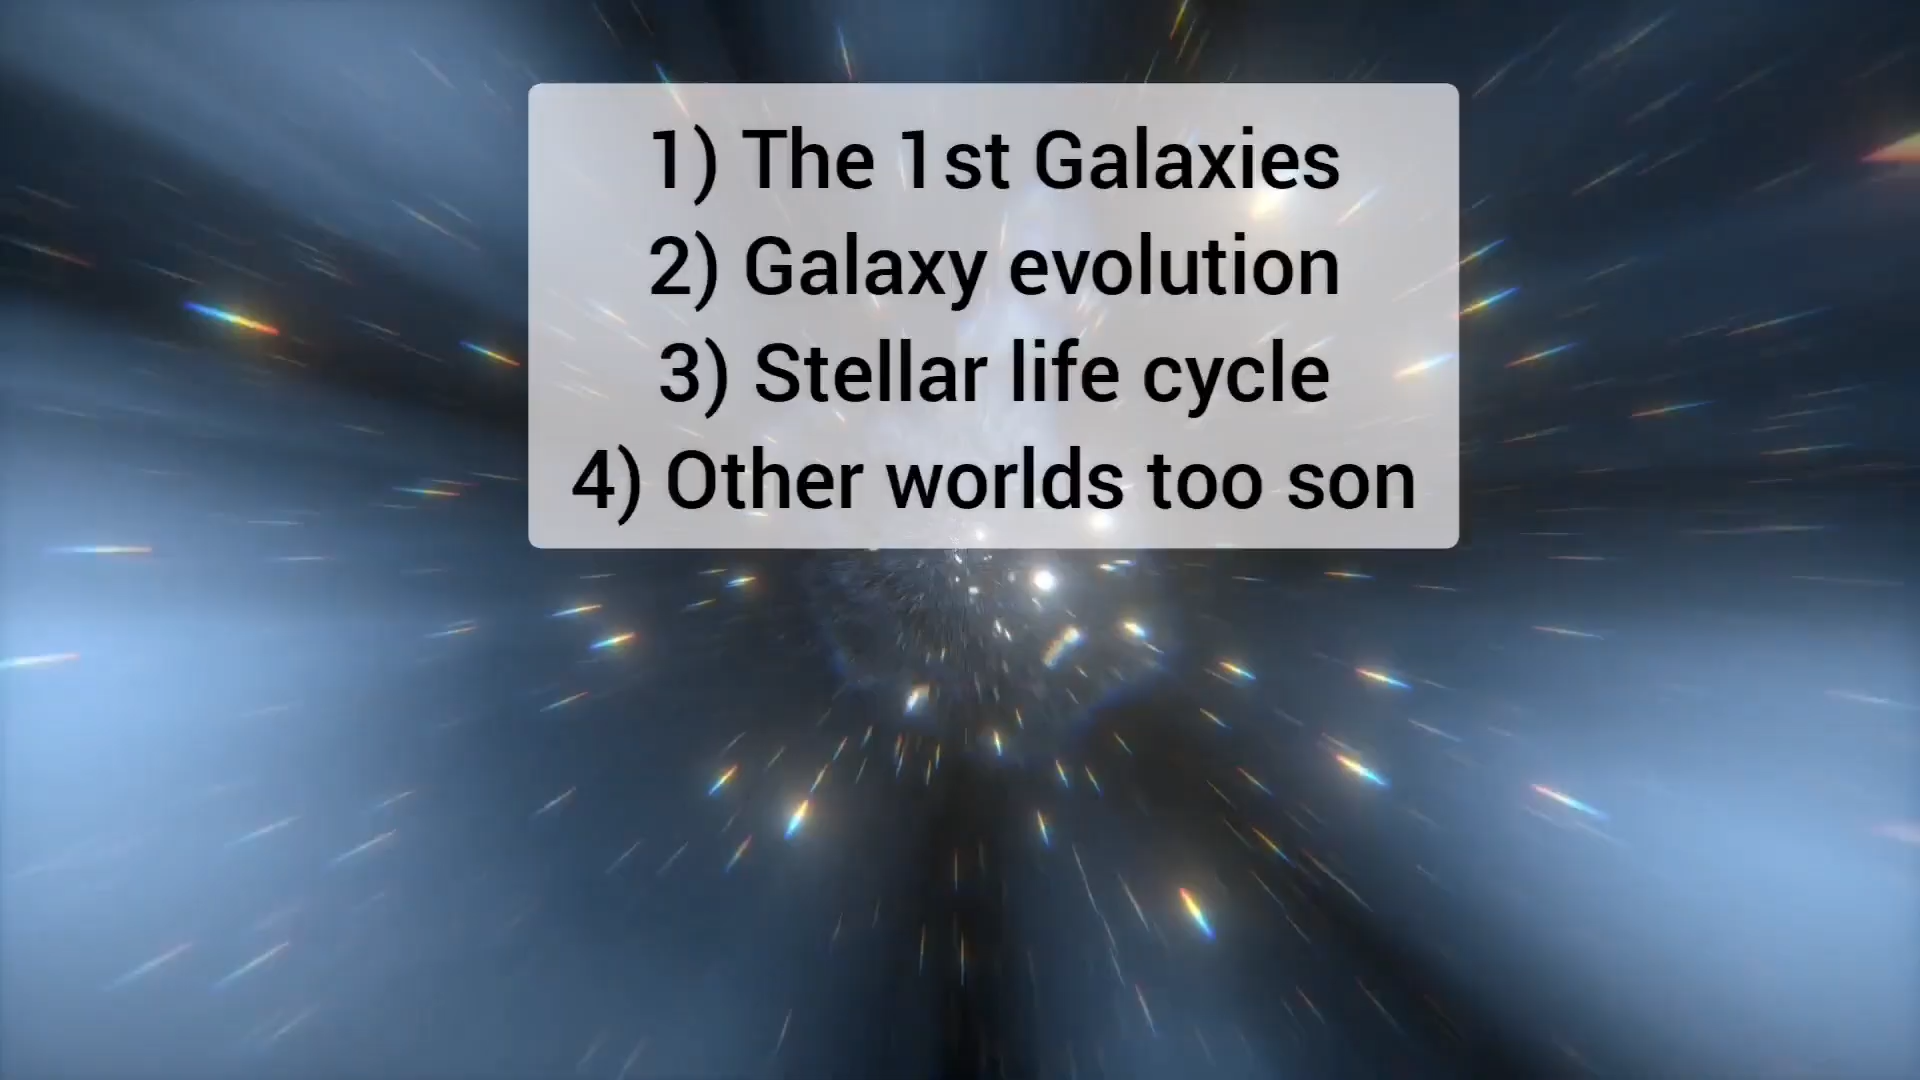 1) The 1st Galaxies
2) Galaxy evolution
3) Stellar life cycle
4) Other worlds too son